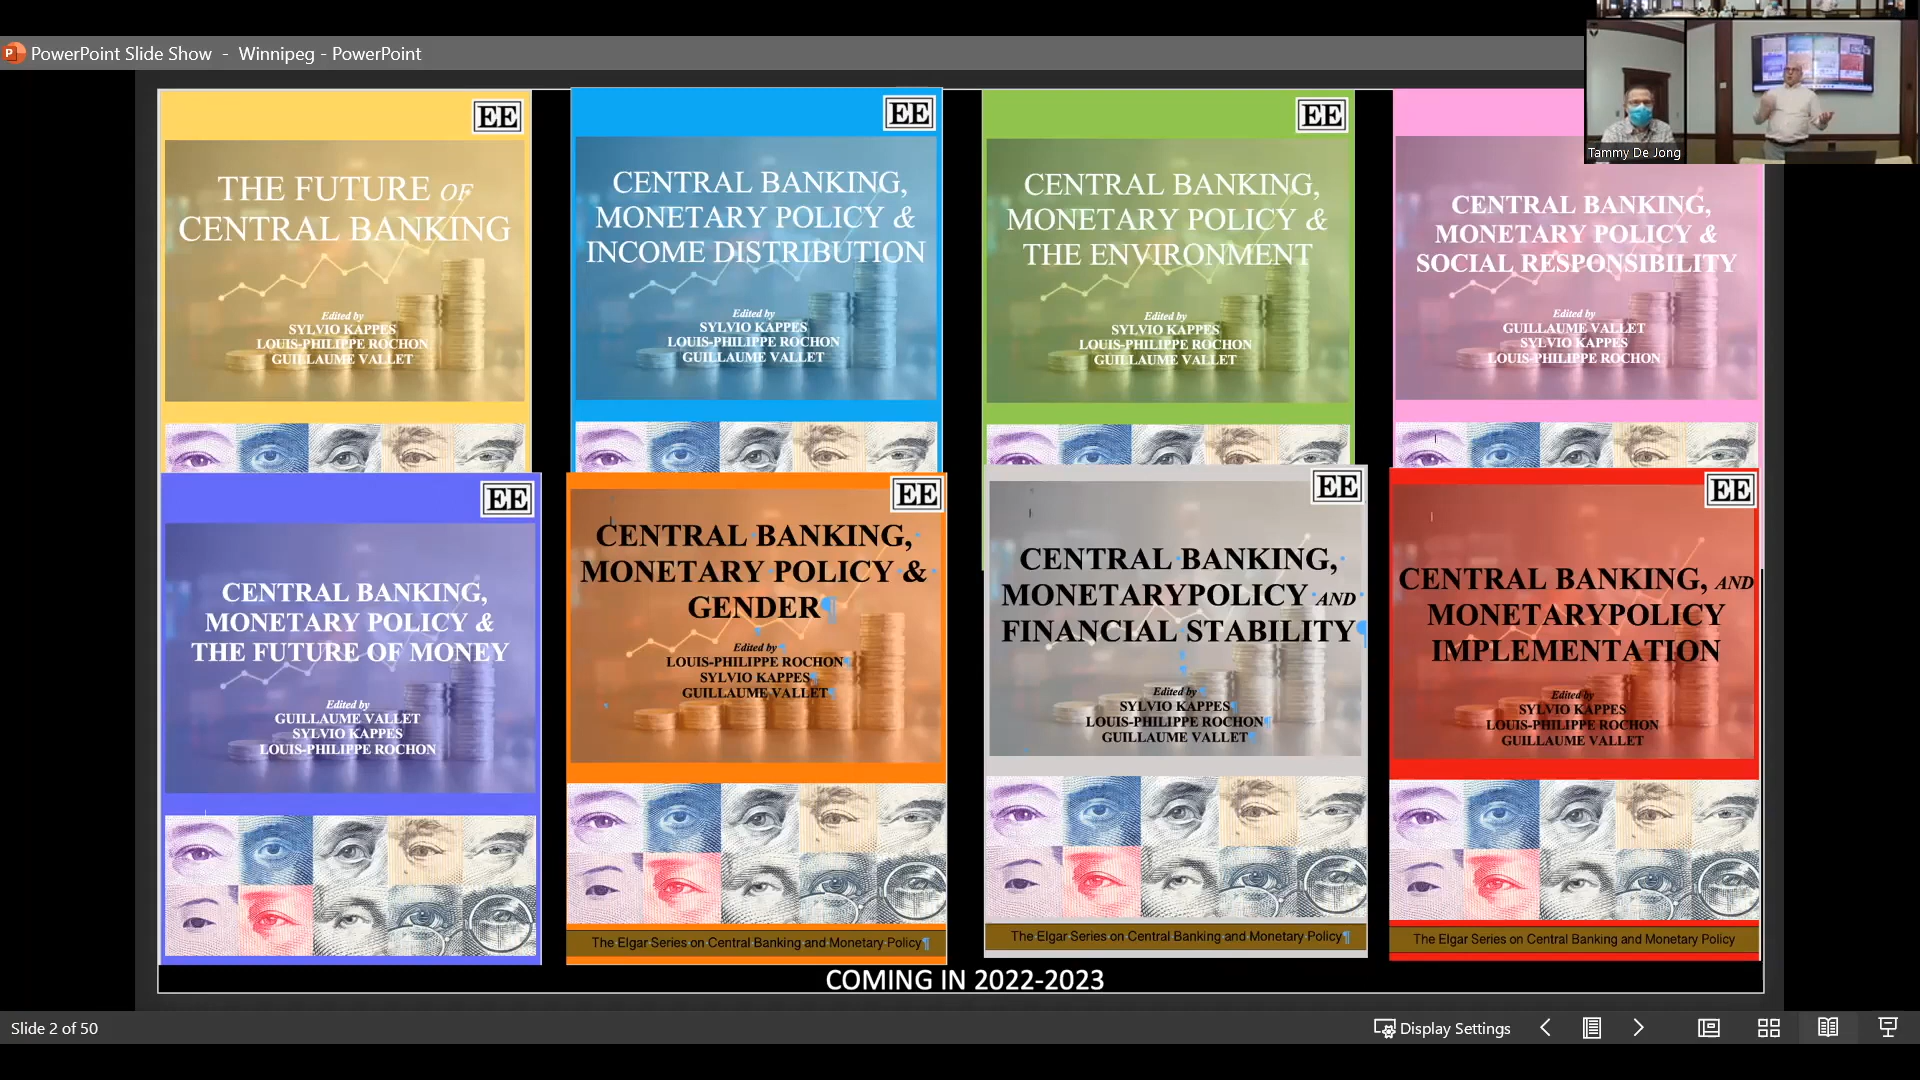 PowerPoint Slide Show - Winnipeg - PowerPoint
Tammy De Jong
EE
THE FUTURE OF
CENTRAL BANKING
Edited by
SYLVIO KAPPES
LOUIS-PHILIPPE ROCHON
GUILLAUME VALLET
EE
CENTRAL BANKING,
MONETARY POLICY &
INCOME DISTRIBUTION
Edited by
SYLVIO KAPPES
LOUIS-PHILIPPE ROCHON
GUILLAUME VALLET
EE
CENTRAL BANKING,
MONETARY POLICY &
THE ENVIRONMENT
Edited by
SYLVIO KAPPES
LOUIS-PHILIPPE ROCHON
GUILLAUME VALLET
CENTRAL BANKING,
MONETARY POLICY &
SOCIAL RESPONSIBILITY
Edited by
GUILLAUME VALLET
SYLVIO KAPPES
LOUIS-PHILIPPE ROCHON
EE
CENTRAL BANKING,
MONETARY POLICY &
THE FUTURE OF MONEY
Edited by
GUILLAUME VALLET
SYLVIO KAPPES
LOUIS-PHILIPPE ROCHON
EE
CENTRAL BANKING,
MONETARY POLICY &
GENDER¶
Edited by
LOUIS-PHILIPPE ROCHON¶
SYLVIO KAPPES¶
GUILLAUME VALLET¶
The Elgar Series on Central Banking and Monetary Policy¶
EE
CENTRAL BANKING,
MONETARYPOLICY AND
FINANCIAL STABILITY¶
Edited by
SYLVIO KAPPES¶
LOUIS-PHILIPPE ROCHON¶
GUILLAUME VALLET¶
The Elgar Series on Central Banking and Monetary Policy¶
EE
CENTRAL BANKING, AND
MONETARYPOLICY
IMPLEMENTATION
Edited by
SYLVIO KAPPES
LOUIS-PHILIPPE ROCHON
GUILLAUME VALLET
The Elgar Series on Central Banking and Monetary Policy
COMING IN 2022-2023
Slide 2 of 50
Display Settings